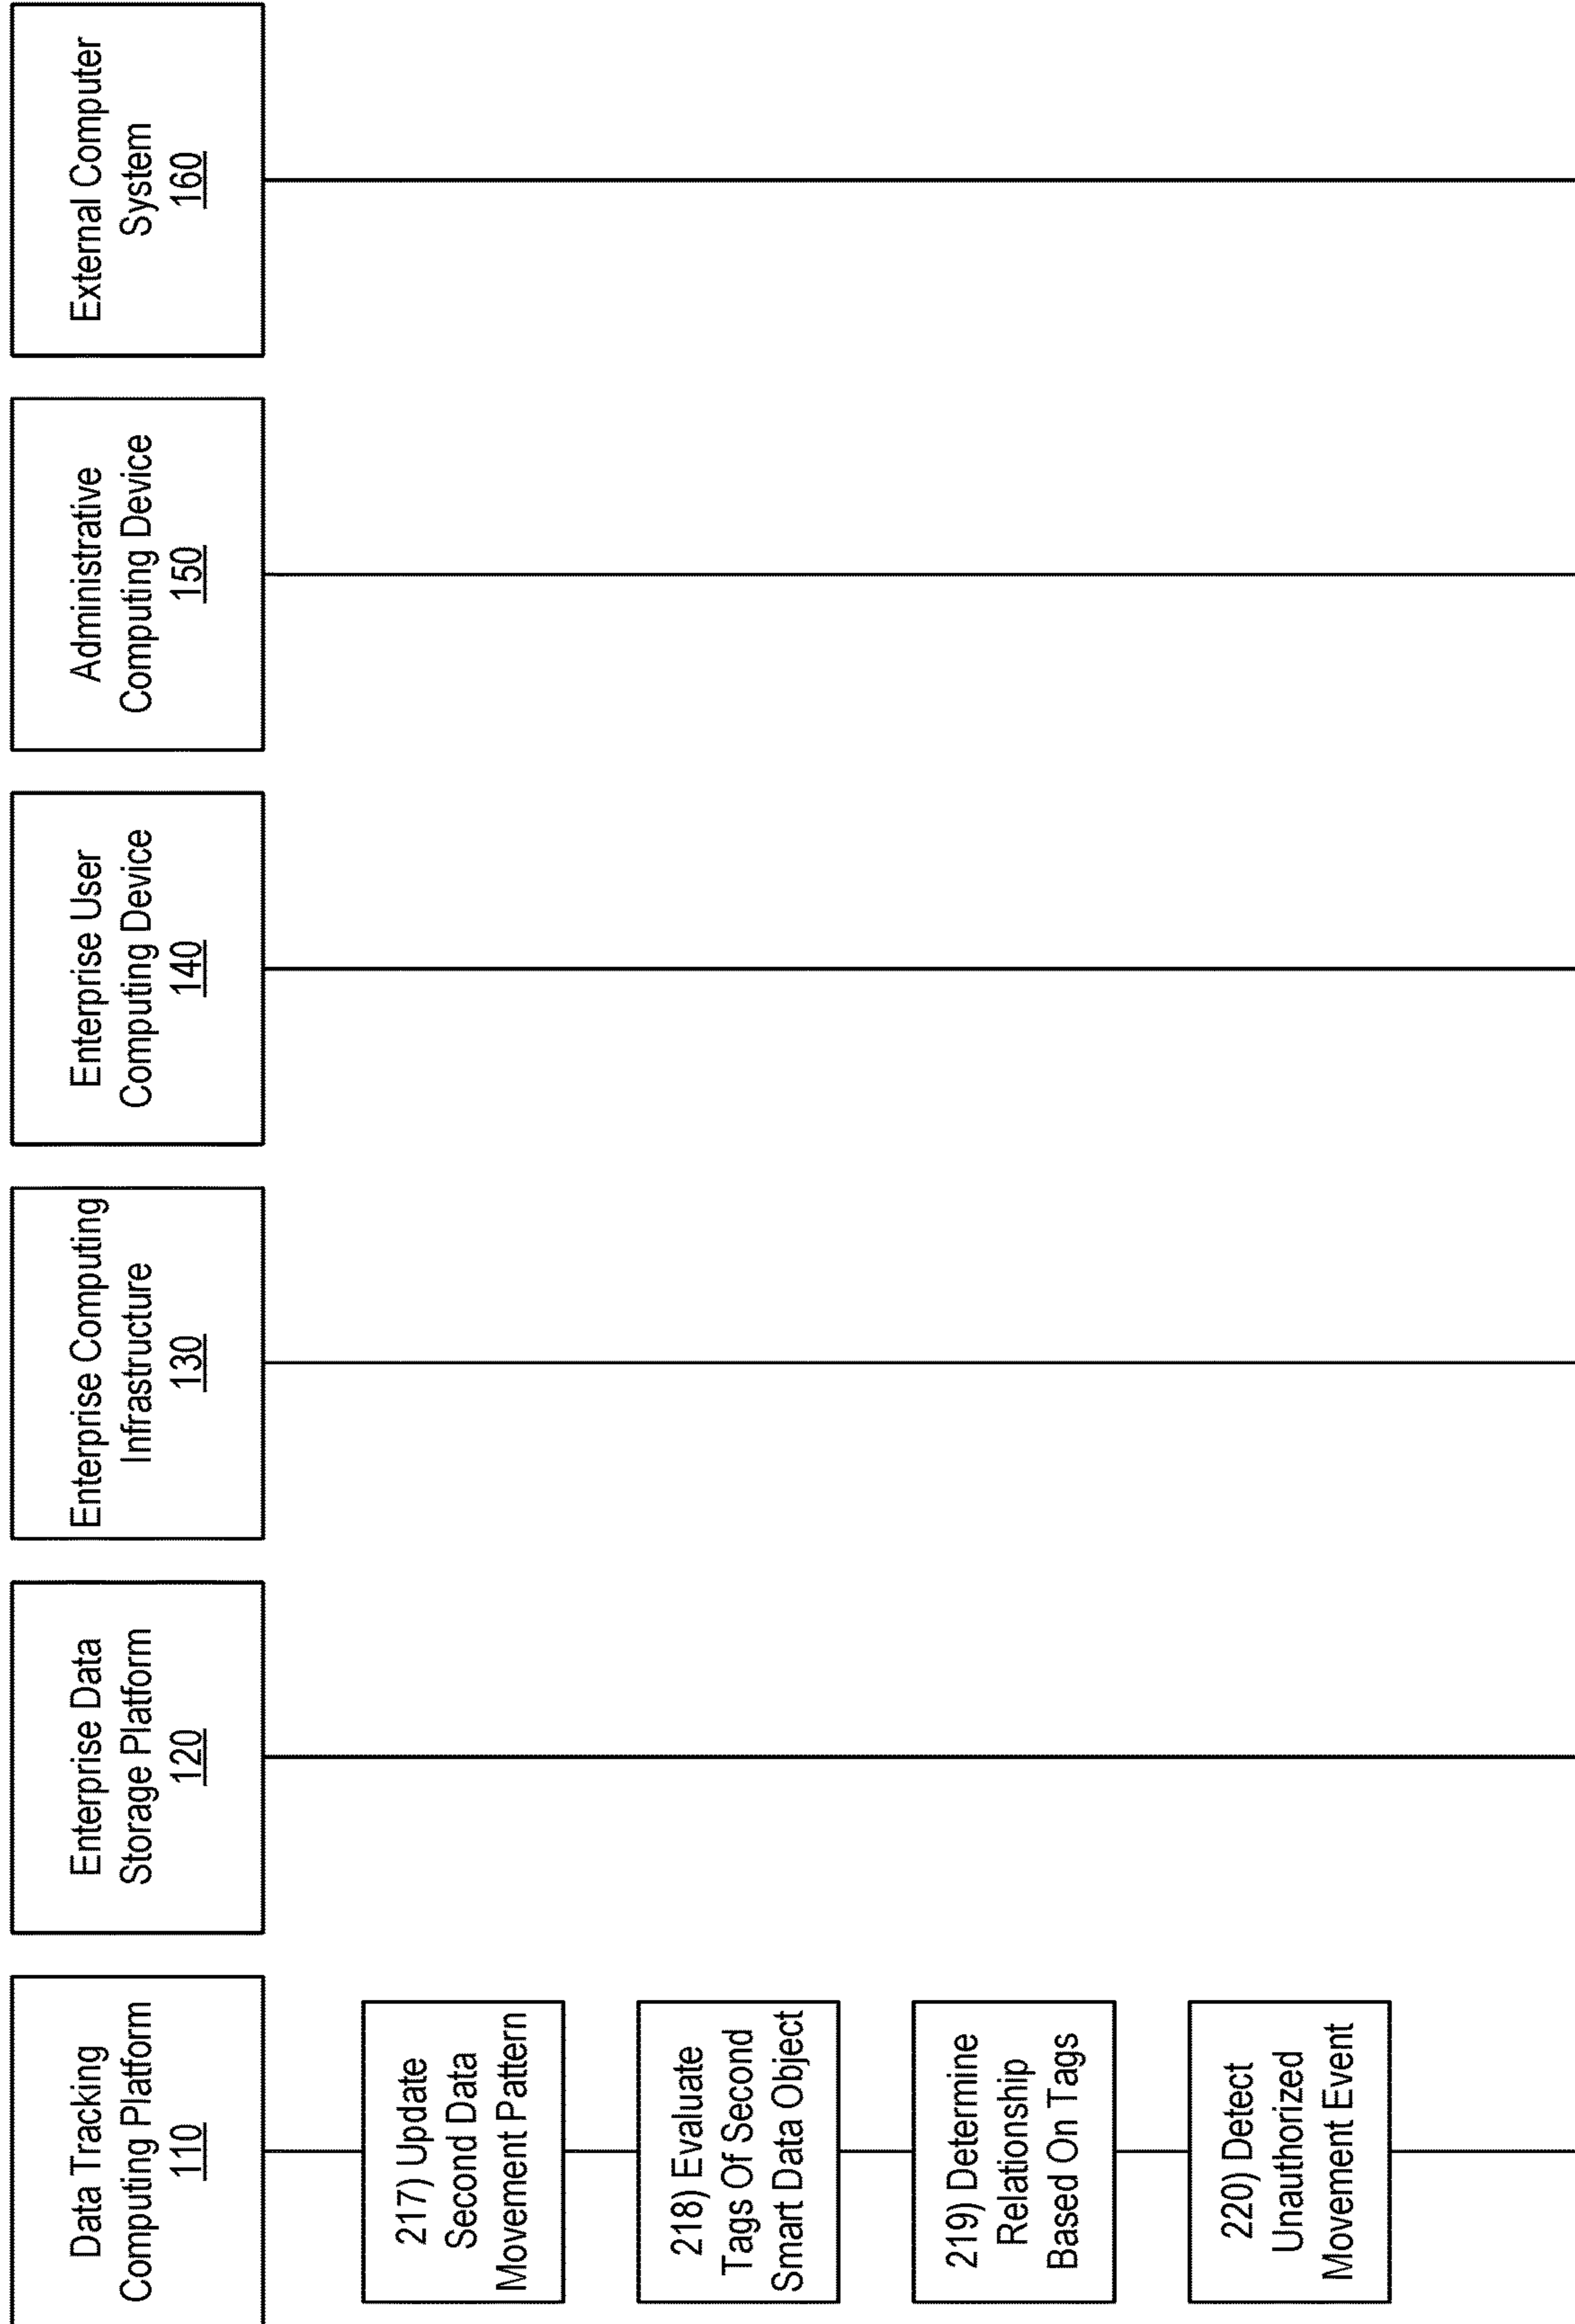 Data Tracking
Computing Platform
110
Enterprise Data
Storage Platform
120
Enterprise Computing
Infrastructure
130
Enterprise User
Computing Device
140
Administrative
Computing Device
150
External Computer
System
160
217) Update
Second Data
Movement Pattern
218) Evaluate
Tags Of Second
Smart Data Object
219) Determine
Relationship
Based On Tags
220) Detect
Unauthorized
Movement Event